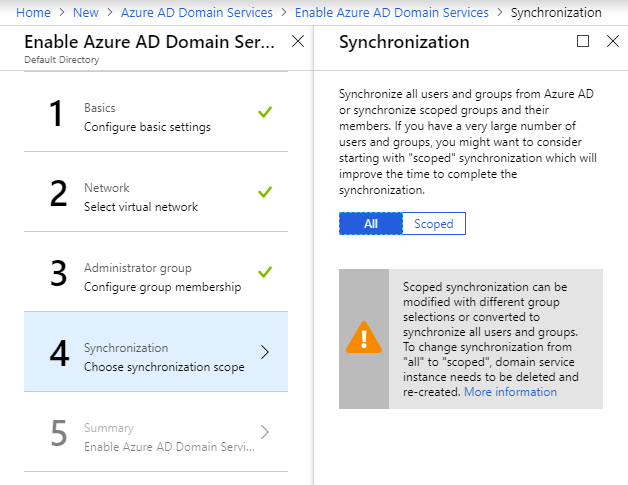 Home > New > Azure AD Domain Services > Enable Azure AD Domain Services > Synchronization
Enable Azure AD Domain Ser...
Default Directory
1
Basics
Configure basic settings
2
Network
Select virtual network
3
Administrator group
Configure group membership
4
Synchronization
Choose synchronization scope
5
Summary
Enable Azure AD Domain Servi...
Synchronization
Synchronize all users and groups from Azure AD
or synchronize scoped groups and their
members. If you have a very large number of
users and groups, you might want to consider
starting with "scoped" synchronization which will
improve the time to complete the
synchronization.
All Scoped
Scoped synchronization can be
modified with different group
selections or converted to
synchronize all users and groups.
To change synchronization from
"all" to "scoped", domain service
instance needs to be deleted and
re-created. More information